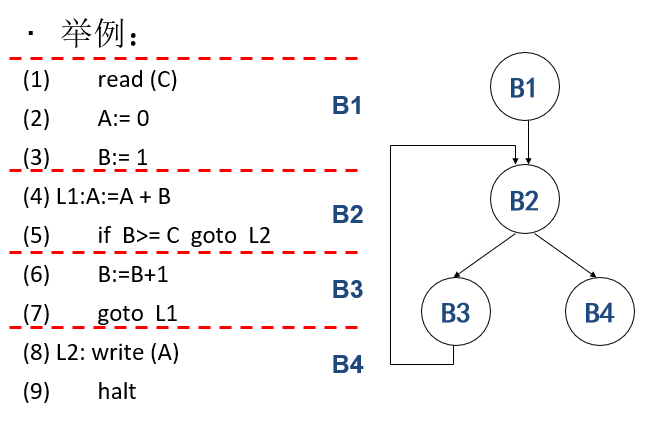 · 举例：
(1) read (C)
(2) A:= 0
(3) B:= 1
B1
(4) L1:A:=A + B
(5) if B>= C goto L2
B2
(6) B:=B+1
(7) goto L1
B3
(8) L2: write (A)
(9) halt
B4
B1
B2
B3 B4